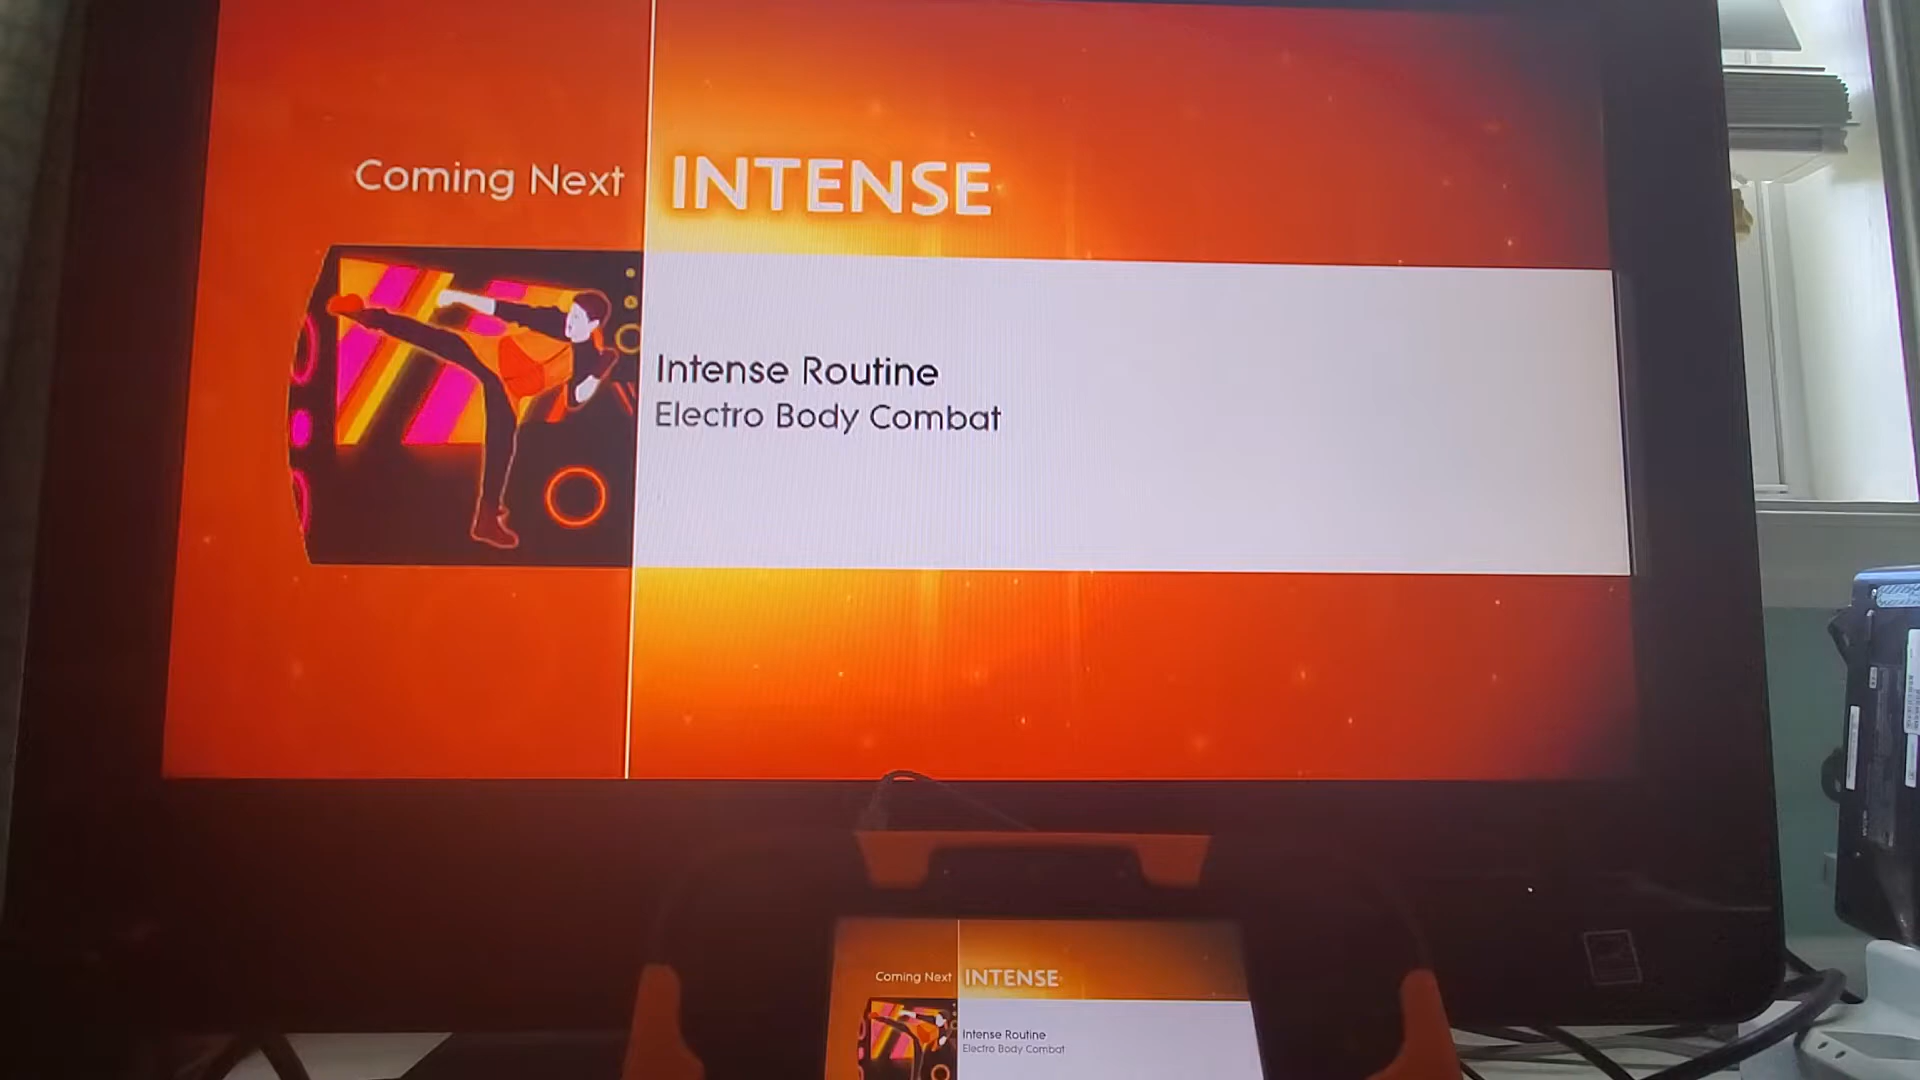 Coming Next
INTENSE
Intense Routine
Electro Body Combat
Coming Next
INTENSE
Intense Routine
Electro Body Combat